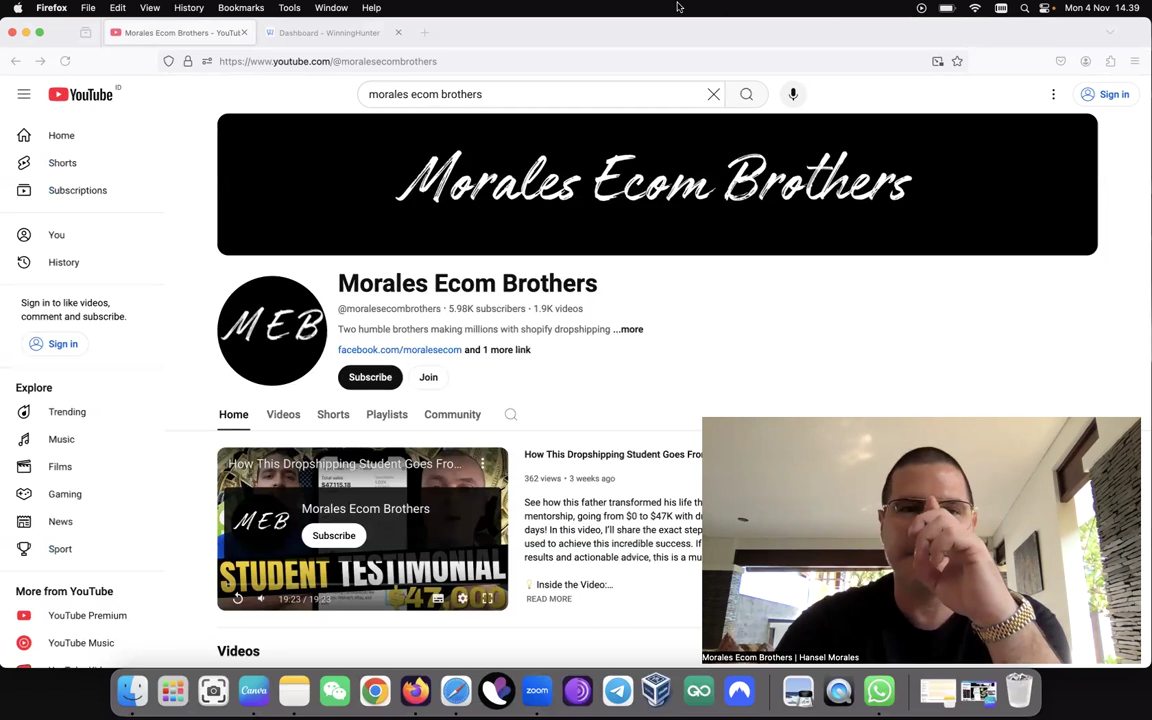 Firefox File Edit View History Bookmarks Tools Window Help Mon 4 Nov 14.39
Morales Ecom Brothers - YouTub
Dashboard - WinningHunter
https://www.youtube.com/@moralesecombrothers
YouTube ID
morales ecom brothers
Sign in
Home
Shorts
Subscriptions
You
History
Sign in to like videos,
comment and subscribe.
Sign in
Explore
Trending
Music
Films
Gaming
News
Sport
More from YouTube
YouTube Premium
YouTube Music
Morales Ecom Brothers
MEB
Morales Ecom Brothers
@moralesecombrothers · 5.98K subscribers · 1.9K videos
Two humble brothers making millions with shopify dropshipping ...more
facebook.com/moralesecom and 1 more link
Subscribe Join
Home Videos Shorts Playlists Community
How This Dropshipping Student Goes Fro...
MEB
Morales Ecom Brothers
Subscribe
$47,115.18
STUDENT TESTIMONIAL
19:23 / 19:23
How This Dropshipping Student Goes Fro
362 views · 3 weeks ago
See how this father transformed his life th
mentorship, going from $0 to $47K with d
days! In this video, I'll share the exact step
used to achieve this incredible success. If
results and actionable advice, this is a mu
Inside the Video:...
READ MORE
Videos
Morales Ecom Brothers | Hansel Morales
Canva
zoom
GO